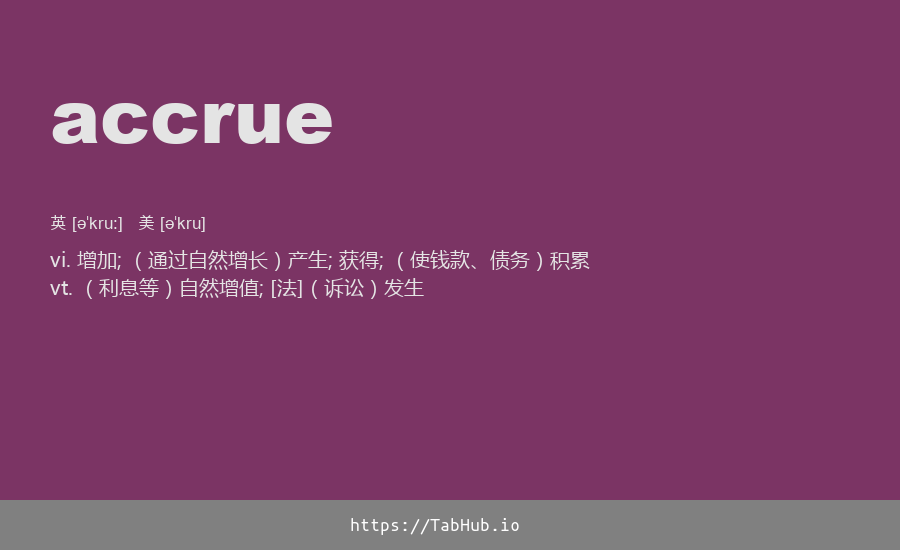 accrue
英 [ə'kru:] 美 [ə'kru]
vi. 增加; （通过自然增长）产生; 获得; （使钱款、债务）积累
vt. （利息等）自然增值; [法]（诉讼）发生
https://TabHub.io